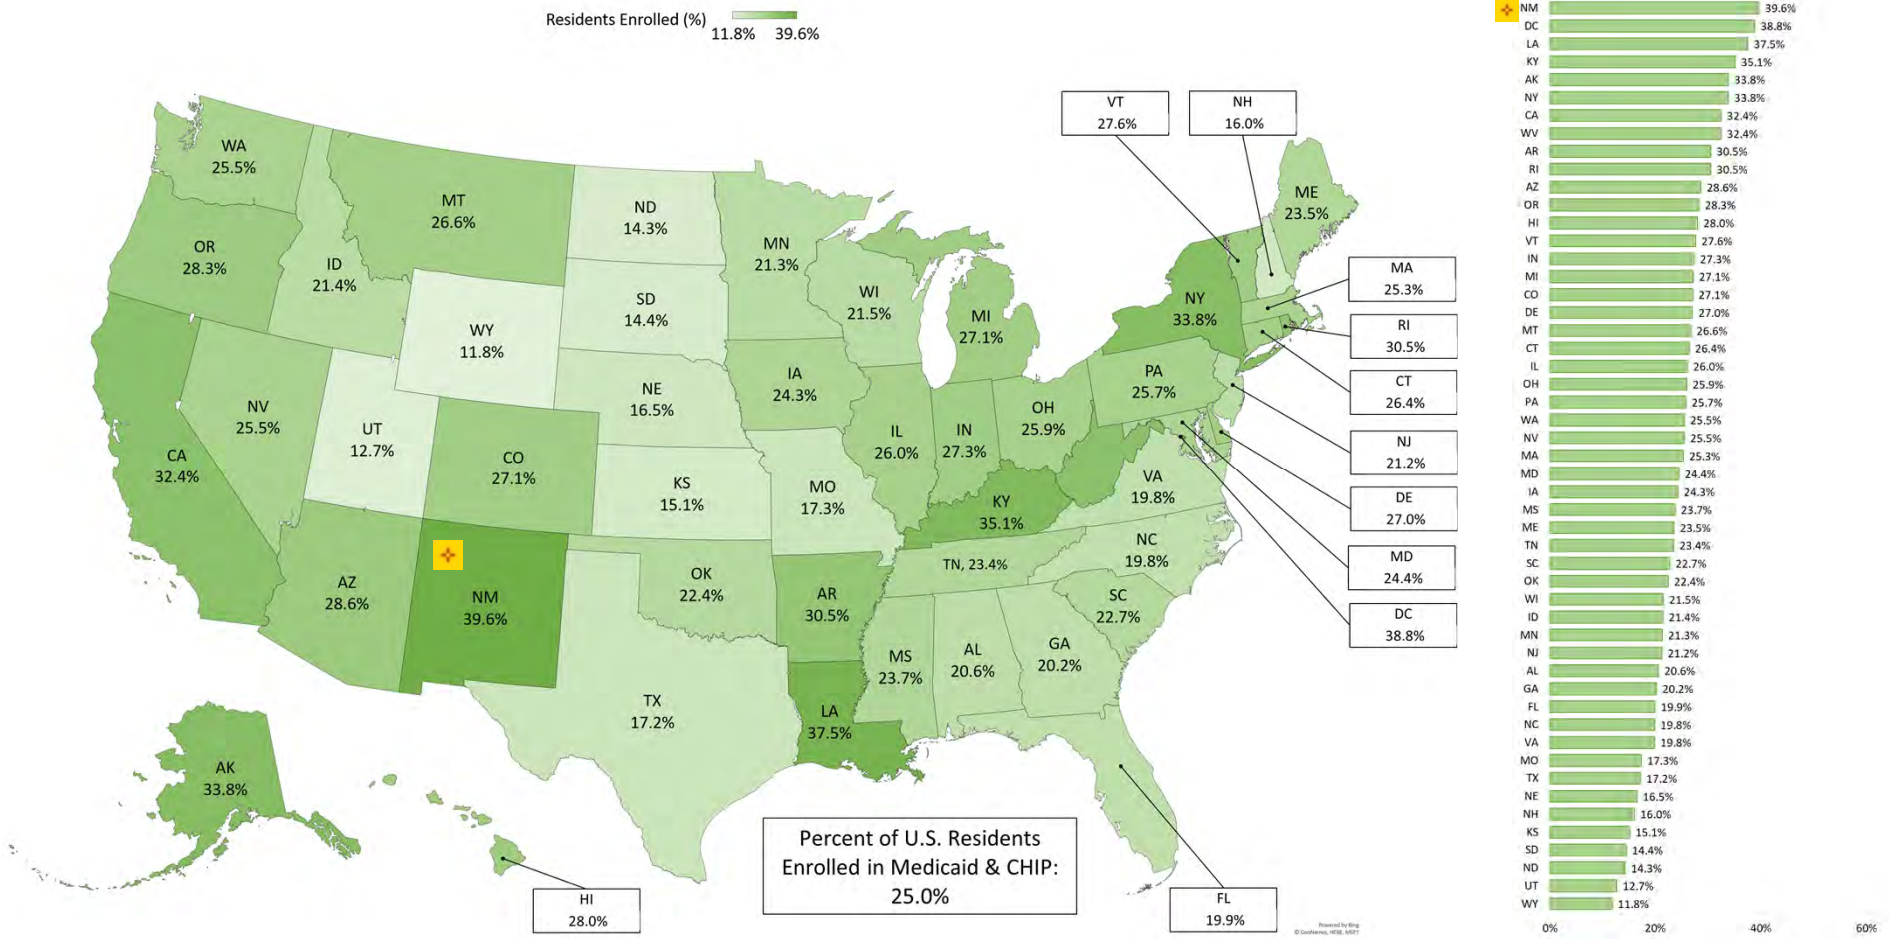 Residents Enrolled (%)
11.8% 39.6%
WA
25.5%
OR
28.3%
ID
21.4%
MT
26.6%
WY
11.8%
ND
14.3%
SD
14.4%
NE
16.5%
KS
15.1%
NV
25.5%
UT
12.7%
CA
32.4%
CO
27.1%
AZ
28.6%
NM
39.6%
OK
22.4%
TX
17.2%
MN
21.3%
IA
24.3%
MO
17.3%
AR
30.5%
LA
37.5%
WI
21.5%
IL
26.0%
MI
27.1%
IN
27.3%
OH
25.9%
KY
35.1%
TN, 23.4%
MS
23.7%
AL
20.6%
GA
20.2%
SC
22.7%
NC
19.8%
VA
19.8%
PA
25.7%
NY
33.8%
ME
23.5%
VT
27.6%
NH
16.0%
MA
25.3%
RI
30.5%
CT
26.4%
NJ
21.2%
DE
27.0%
MD
24.4%
DC
38.8%
AK
33.8%
HI
28.0%
FL
19.9%
Percent of U.S. Residents
Enrolled in Medicaid & CHIP:
25.0%
Powered by Bing
© GeoNames, HERE, MSFT
NM 39.6%
DC 38.8%
LA 37.5%
KY 35.1%
AK 33.8%
NY 33.8%
CA 32.4%
WV 32.4%
AR 30.5%
RI 30.5%
AZ 28.6%
OR 28.3%
HI 28.0%
VT 27.6%
IN 27.3%
MI 27.1%
CO 27.1%
DE 27.0%
MT 26.6%
CT 26.4%
IL 26.0%
OH 25.9%
PA 25.7%
WA 25.5%
NV 25.5%
MA 25.3%
MD 24.4%
IA 24.3%
MS 23.7%
ME 23.5%
TN 23.4%
SC 22.7%
OK 22.4%
WI 21.5%
ID 21.4%
MN 21.3%
NJ 21.2%
AL 20.6%
GA 20.2%
FL 19.9%
NC 19.8%
VA 19.8%
MO 17.3%
TX 17.2%
NE 16.5%
NH 16.0%
KS 15.1%
SD 14.4%
ND 14.3%
UT 12.7%
WY 11.8%
0% 20% 40% 60%